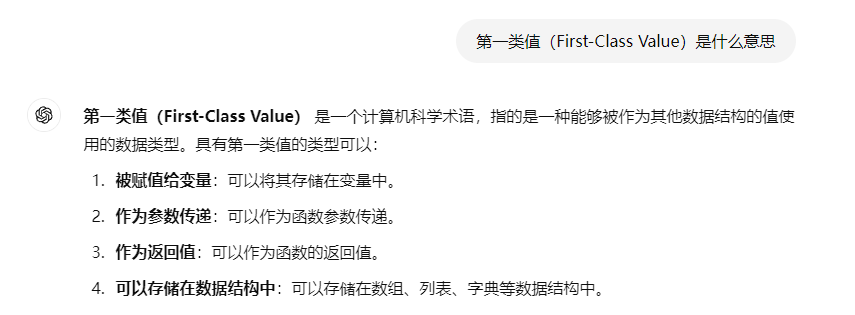 第一类值（First-Class Value）是什么意思
第一类值（First-Class Value） 是一个计算机科学术语，指的是一种能够被作为其他数据结构的值使
用的数据类型。具有第一类值的类型可以：
1. 被赋值给变量：可以将其存储在变量中。
2. 作为参数传递：可以作为函数参数传递。
3. 作为返回值：可以作为函数的返回值。
4. 可以存储在数据结构中：可以存储在数组、列表、字典等数据结构中。